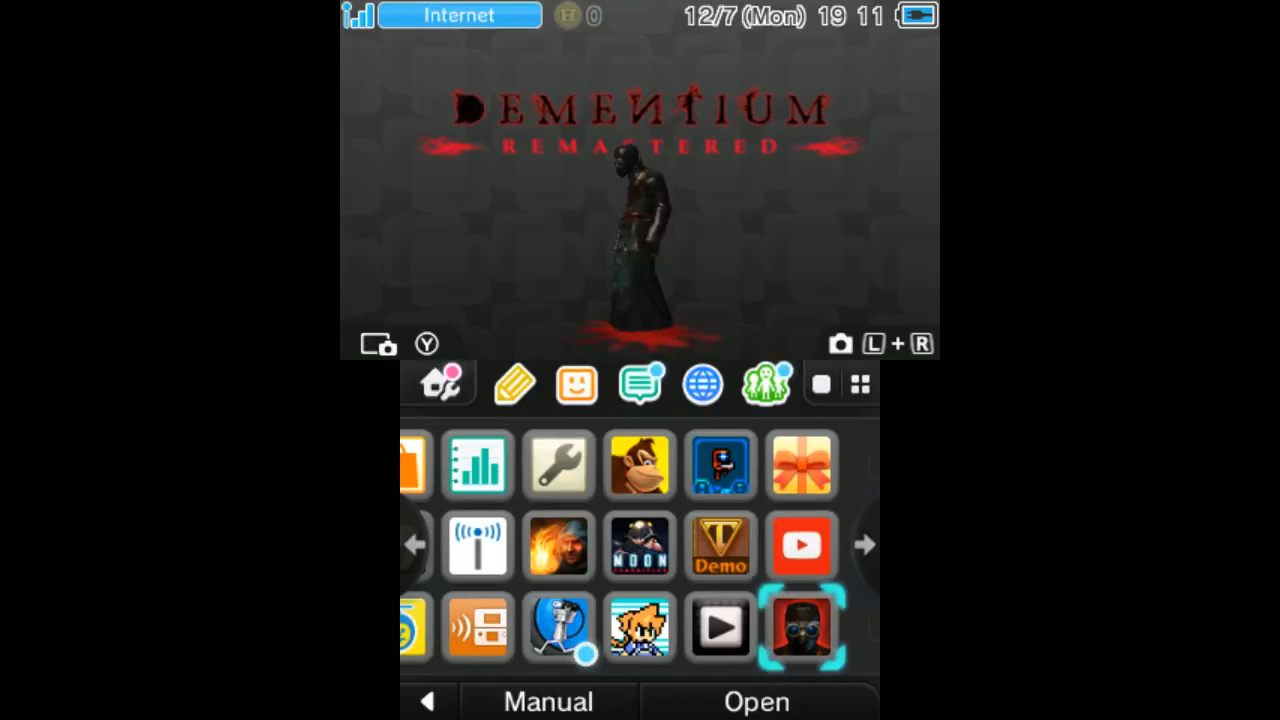 Internet
0
12/7 (Mon) 19 11
DEMENTIUM
REMASTERED
Y
L + R
MOON
T
Demo
Manual
Open